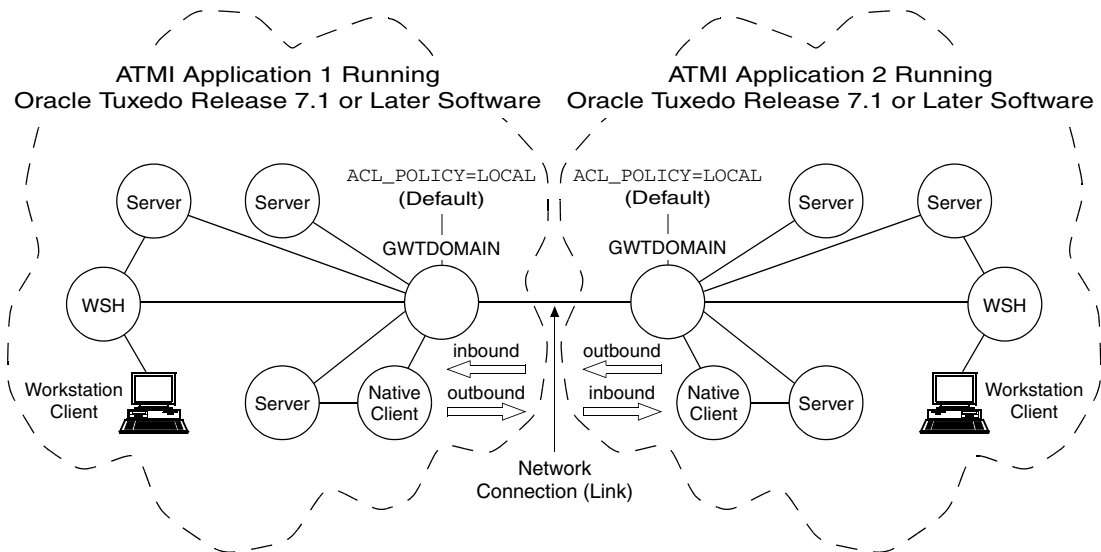 ATMI Application 1 Running
Oracle Tuxedo Release 7.1 or Later Software
ATMI Application 2 Running
Oracle Tuxedo Release 7.1 or Later Software
ACL_POLICY=LOCAL
(Default)
ACL_POLICY=LOCAL
(Default)
Server
Server
Server
Server
GWTDOMAIN
GWTDOMAIN
WSH
WSH
inbound
outbound
outbound
inbound
Workstation
Client
Server
Native
Client
Native
Client
Server
Workstation
Client
Network
Connection (Link)